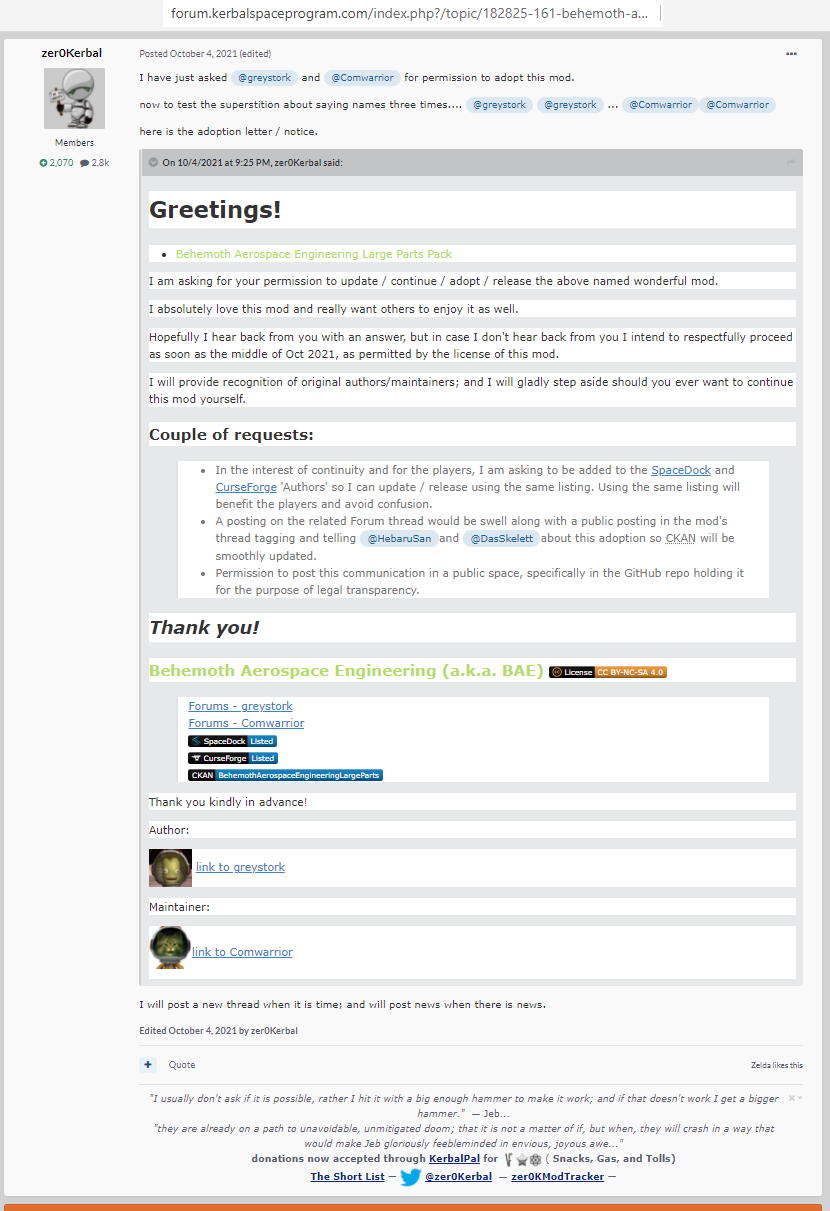 forum.kerbalspaceprogram.com/index.php?/topic/182825-161-behemoth-a...
zer0Kerbal
Members
2,070 2.8k
Posted October 4, 2021 (edited)
I have just asked @greystork and @Comwarrior for permission to adopt this mod.
now to test the superstition about saying names three times.... @greystork @greystork ... @Comwarrior @Comwarrior
here is the adoption letter / notice.
On 10/4/2021 at 9:25 PM, zer0Kerbal said:
Greetings!
• Behemoth Aerospace Engineering Large Parts Pack
I am asking for your permission to update / continue / adopt / release the above named wonderful mod.
I absolutely love this mod and really want others to enjoy it as well.
Hopefully I hear back from you with an answer, but in case I don't hear back from you I intend to respectfully proceed
as soon as the middle of Oct 2021, as permitted by the license of this mod.
I will provide recognition of original authors/maintainers; and I will gladly step aside should you ever want to continue
this mod yourself.
Couple of requests:
• In the interest of continuity and for the players, I am asking to be added to the SpaceDock and
CurseForge 'Authors' so I can update / release using the same listing. Using the same listing will
benefit the players and avoid confusion.
• A posting on the related Forum thread would be swell along with a public posting in the mod's
thread tagging and telling @HebaruSan and @DasSkelett about this adoption so CKAN will be
smoothly updated.
• Permission to post this communication in a public space, specifically in the GitHub repo holding it
for the purpose of legal transparency.
Thank you!
Behemoth Aerospace Engineering (a.k.a. BAE) License CC BY-NC-SA 4.0
Forums - greystork
Forums - Comwarrior
SpaceDock Listed
CurseForge Listed
CKAN BehemothAerospaceEngineeringLargeParts
Thank you kindly in advance!
Author:
link to greystork
Maintainer:
link to Comwarrior
I will post a new thread when it is time; and will post news when there is news.
Edited October 4, 2021 by zer0Kerbal
+ Quote
Zelda likes this
"I usually don't ask if it is possible, rather I hit it with a big enough hammer to make it work; and if that doesn't work I get a bigger
hammer." — Jeb...
"they are already on a path to unavoidable, unmitigated doom; that it is not a matter of if, but when, they will crash in a way that
would make Jeb gloriously feebleminded in envious, joyous awe..."
donations now accepted through KerbalPal for ( Snacks, Gas, and Tolls)
The Short List — @zer0Kerbal — zer0KModTracker —